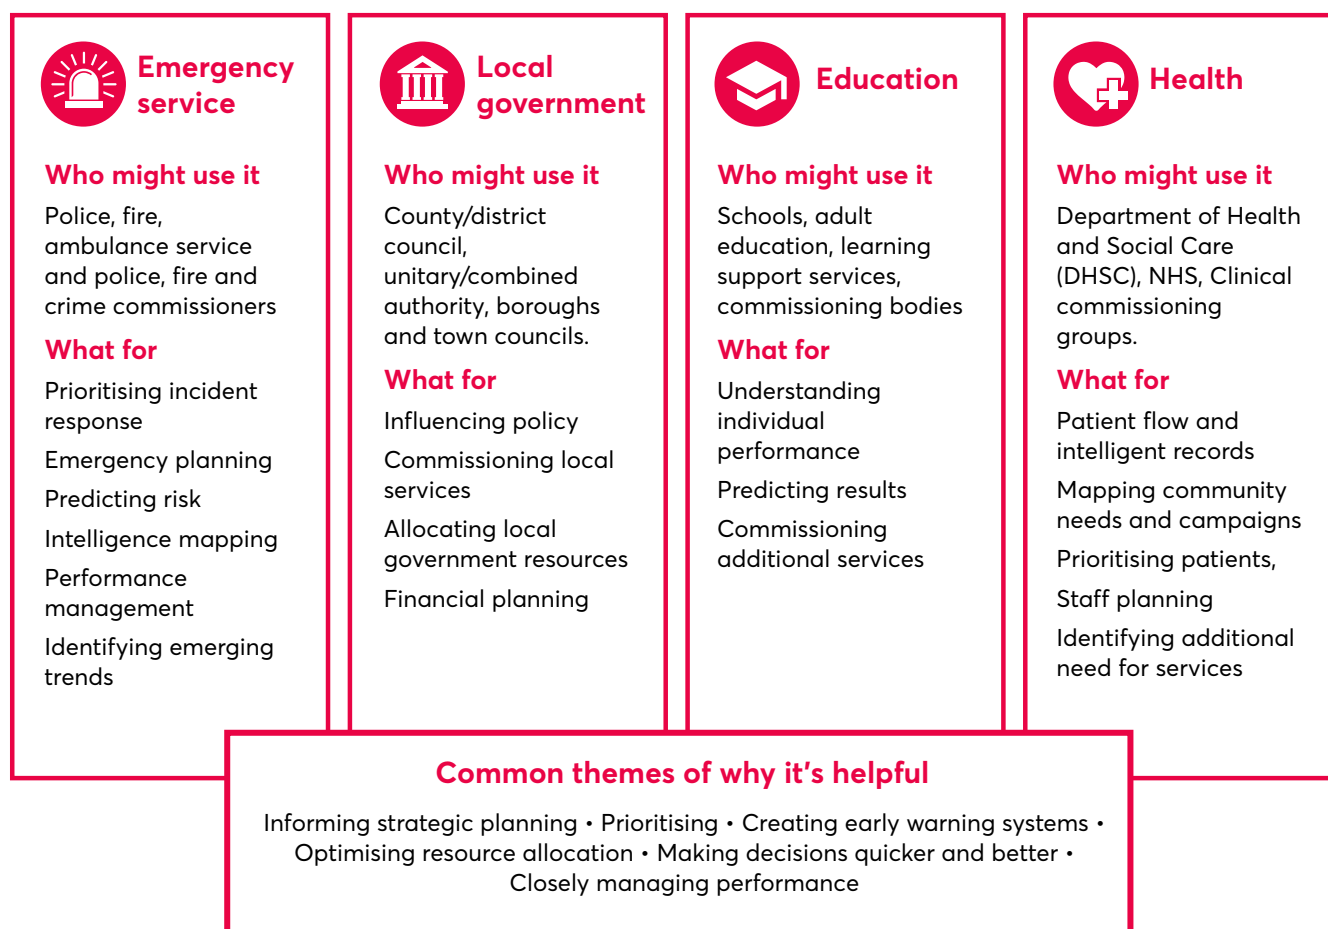 Emergency
service
Who might use it
Police, fire,
ambulance service
and police, fire and
crime commissioners
What for
Prioritising incident
response
Emergency planning
Predicting risk
Intelligence mapping
Performance
management
Identifying emerging
trends
Local
government
Who might use it
County/district
council,
unitary/combined
authority, boroughs
and town councils.
What for
Influencing policy
Commissioning local
services
Allocating local
government resources
Financial planning
Education
Who might use it
Schools, adult
education, learning
support services,
commissioning bodies
What for
Understanding
individual
performance
Predicting results
Commissioning
additional services
Health
Who might use it
Department of Health
and Social Care
(DHSC), NHS, Clinical
commissioning
groups.
What for
Patient flow and
intelligent records
Mapping community
needs and campaigns
Prioritising patients,
Staff planning
Identifying additional
need for services
Common themes of why it's helpful
Informing strategic planning • Prioritising • Creating early warning systems •
Optimising resource allocation • Making decisions quicker and better •
Closely managing performance